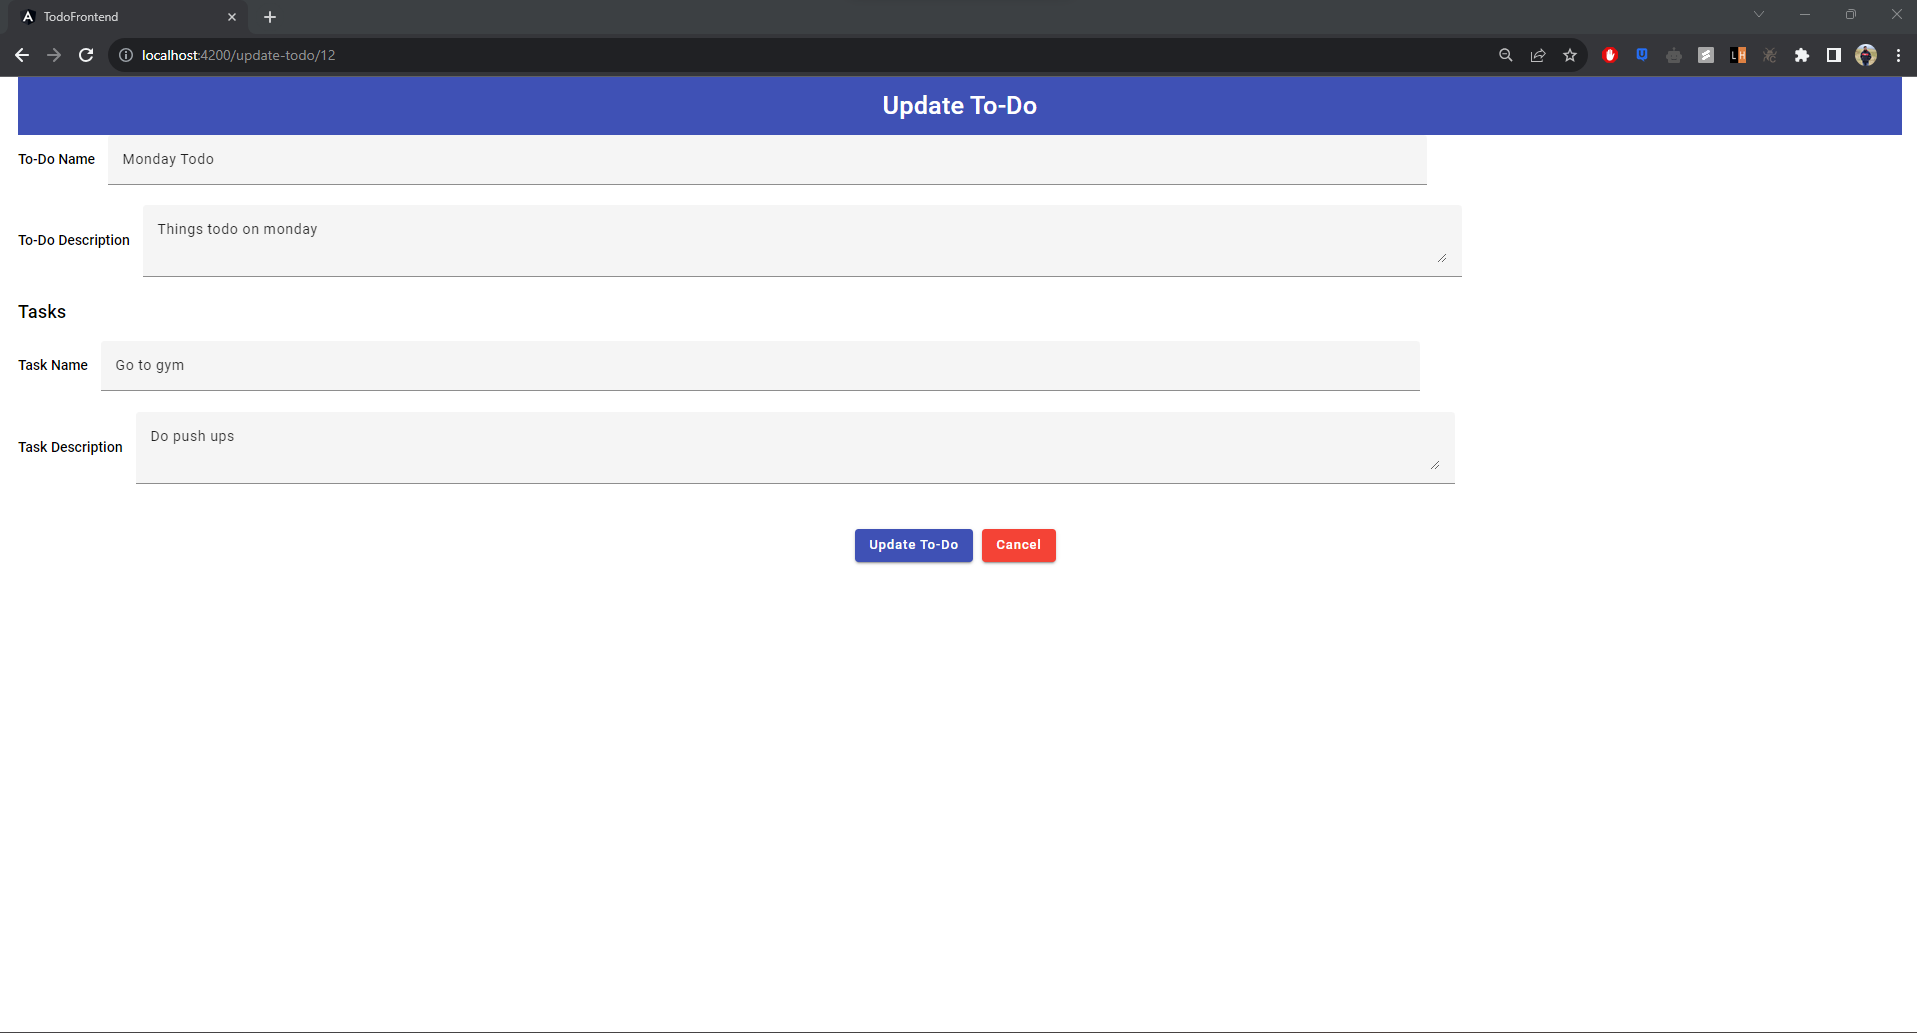 TodoFrontend
localhost:4200/update-todo/12
Update To-Do
To-Do Name Monday Todo
To-Do Description Things todo on monday
Tasks
Task Name Go to gym
Task Description Do push ups
Update To-Do Cancel